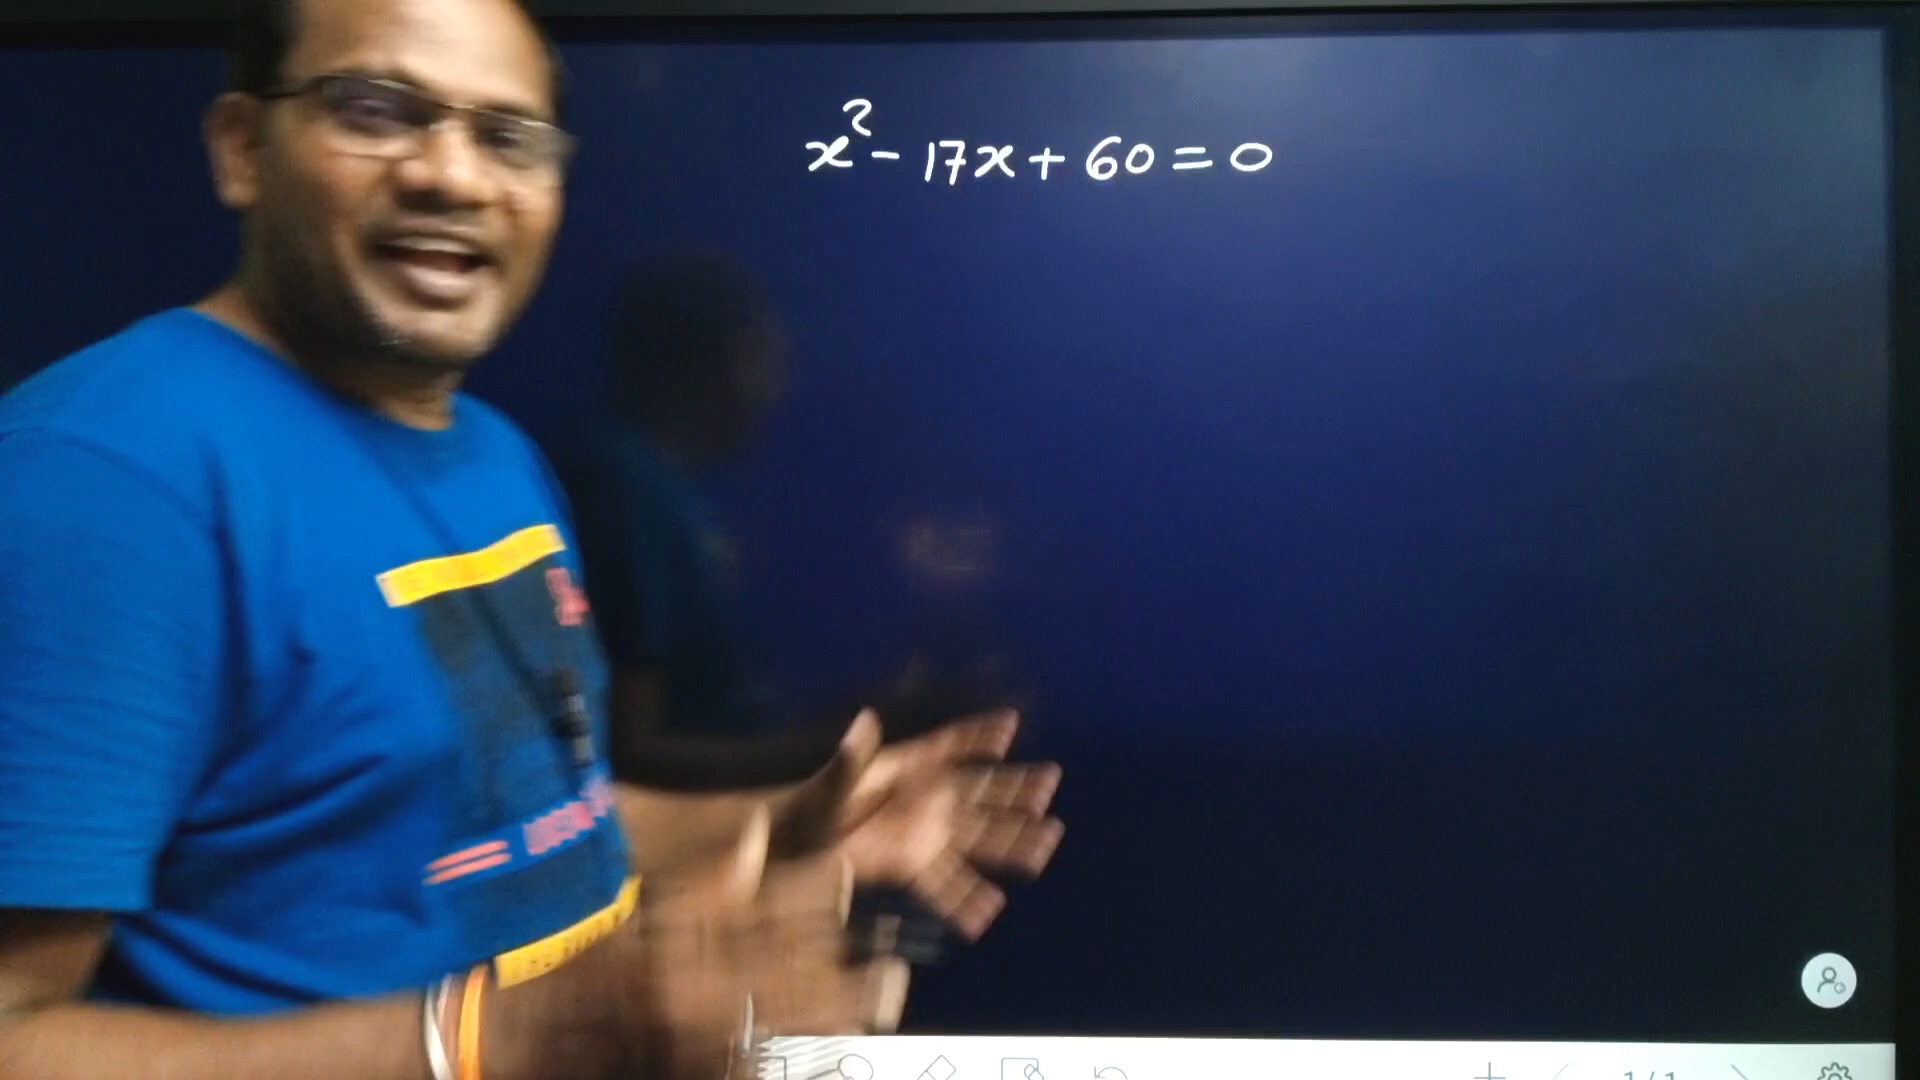 x² - 17x + 60 = 0